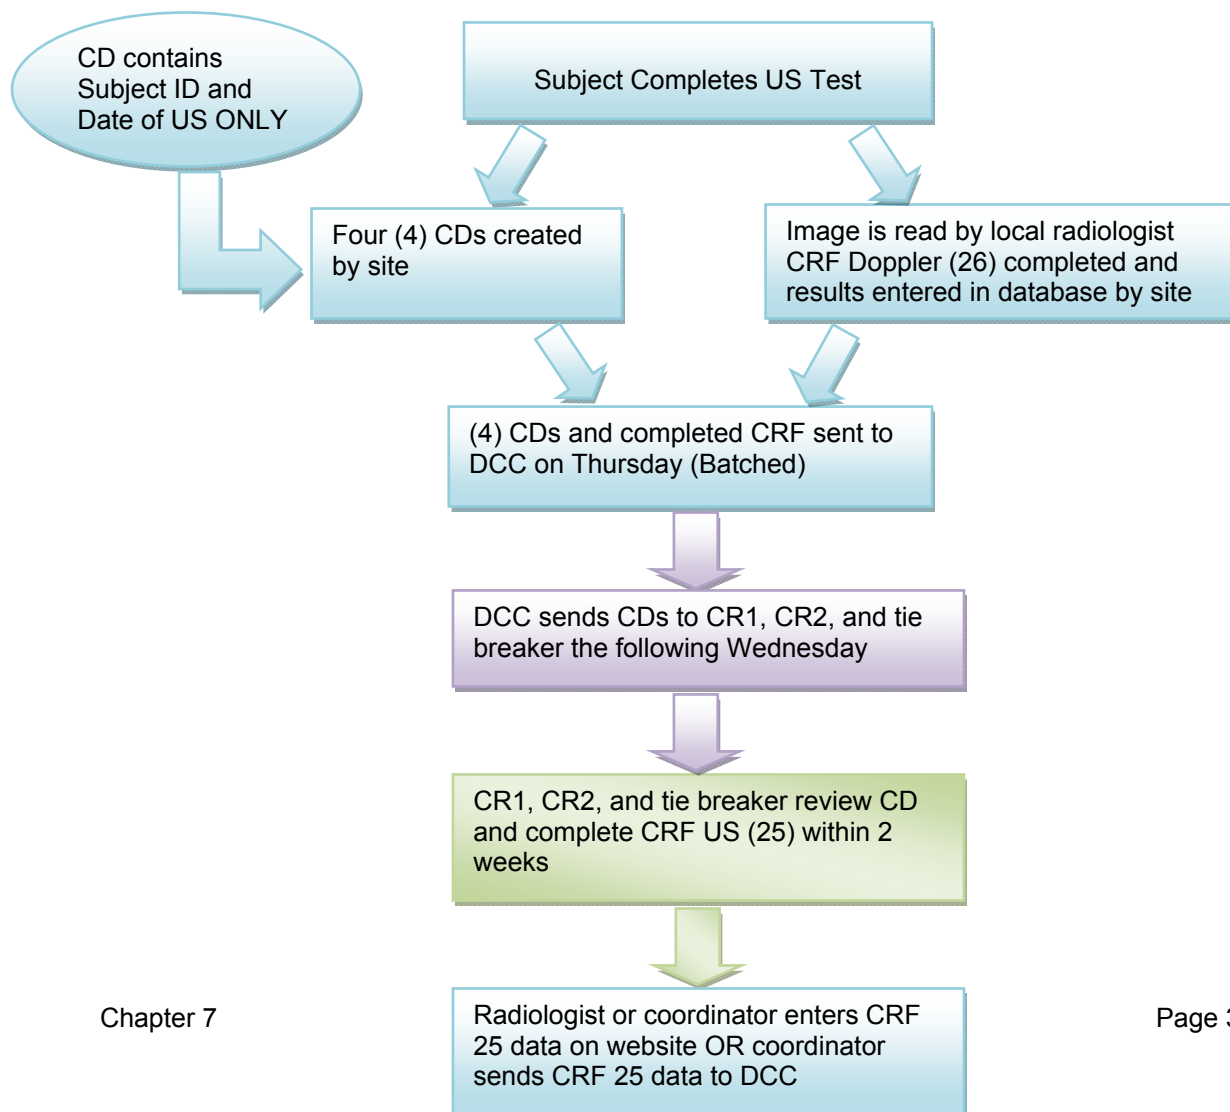 CD contains
Subject ID and
Date of US ONLY
Subject Completes US Test
Four (4) CDs created
by site
Image is read by local radiologist
CRF Doppler (26) completed and
results entered in database by site
(4) CDs and completed CRF sent to
DCC on Thursday (Batched)
DCC sends CDs to CR1, CR2, and tie
breaker the following Wednesday
CR1, CR2, and tie breaker review CD
and complete CRF US (25) within 2
weeks
Radiologist or coordinator enters CRF
25 data on website OR coordinator
sends CRF 25 data to DCC
Chapter 7
Page